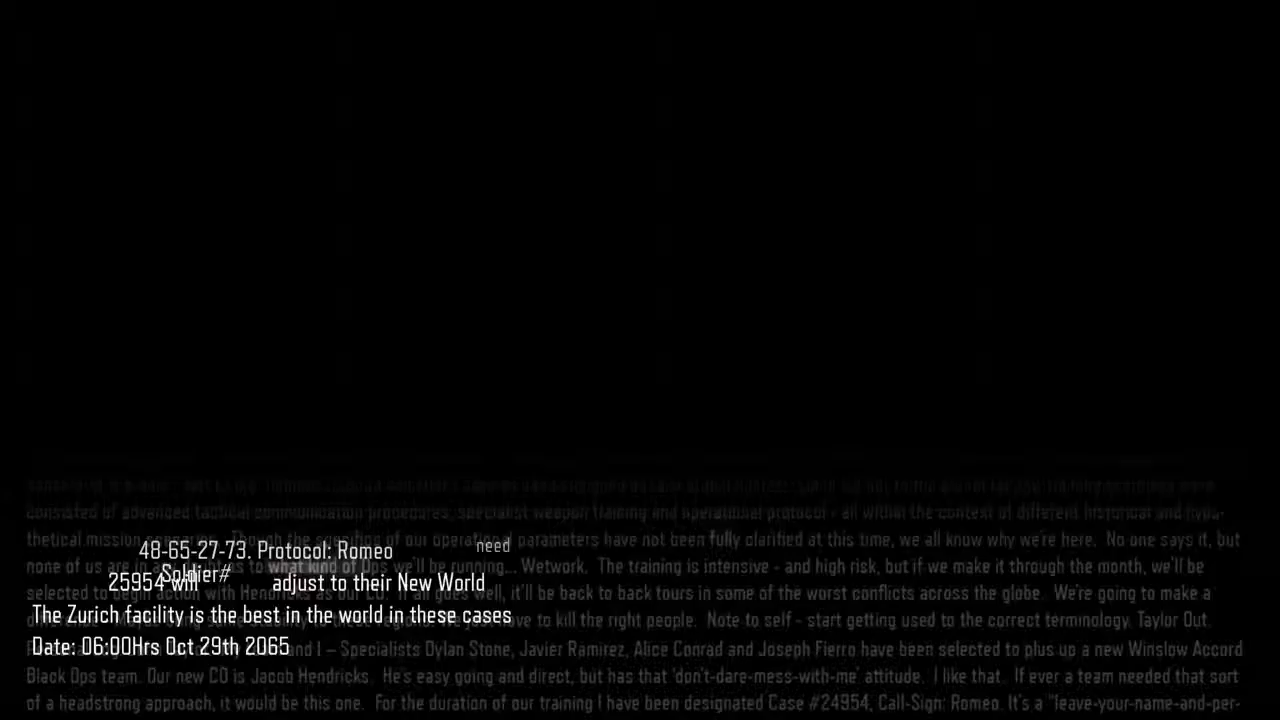 consisted of advanced tactical communication procedures, specialist weapon training and operational protocol - all within the context of different historical and hypo-
thetical mission of our operation parameters have not been fully clarified at this time, we all know why we're here. No one says it, but
none of us are in as to what kind of Ops we'll be running... Wetwork. The training is intensive - and high risk, but if we make it through the month, we'll be
selected to begin action with Hendricks as our CO. If all goes well, it'll be back to back tours in some of the worst conflicts across the globe. We're going to make a
have to kill the right people. Note to self - start getting used to the correct terminology. Taylor Out.
and I – Specialists Dylan Stone, Javier Ramirez, Alice Conrad and Joseph Fierro have been selected to plus up a new Winslow Accord
Black Ops team. Our new CO is Jacob Hendricks. He's easy going and direct, but has that 'don't-dare-mess-with-me' attitude. I like that. If ever a team needed that sort
of a headstrong approach, it would be this one. For the duration of our training I have been designated Case #24954, Call-Sign: Romeo. It's a "leave-your-name-and-per-
48-65-27-73. Protocol: Romeo
need
Soldier#
25954 will adjust to their New World
The Zurich facility is the best in the world in these cases
Date: 06:00Hrs Oct 29th 2065